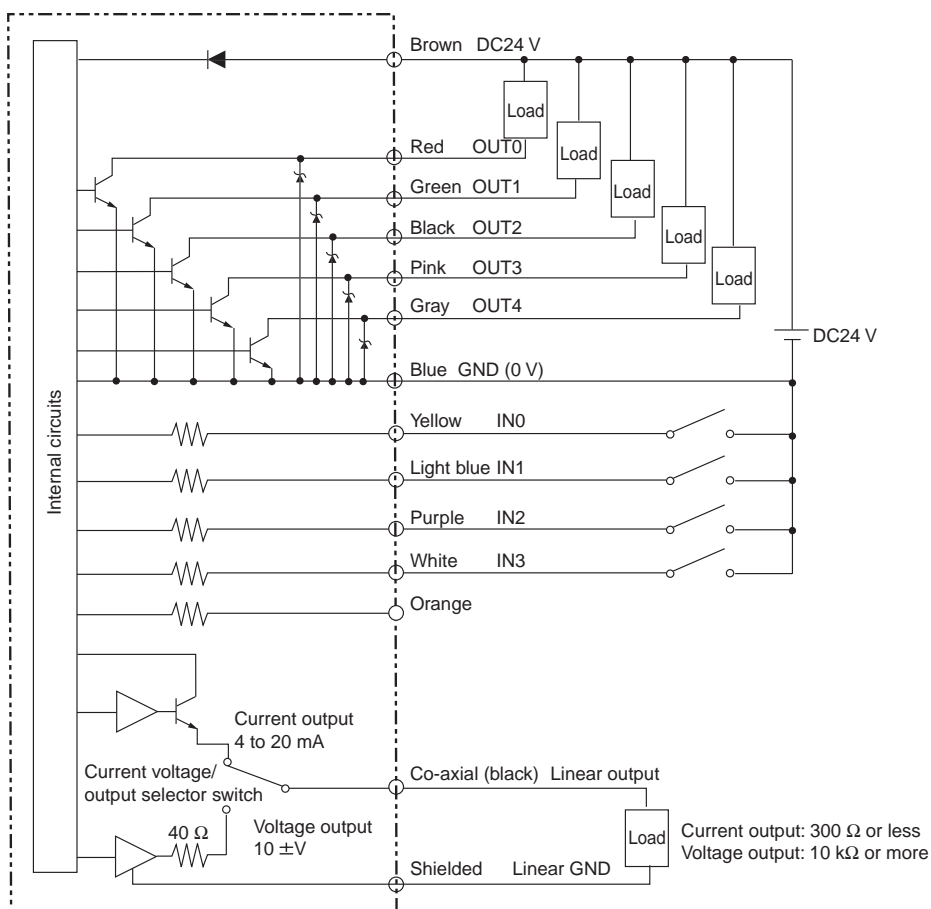 Brown DC24 V
Load
Load
Load
Load
Load
Red OUT0
Green OUT1
Black OUT2
Pink OUT3
Gray OUT4
DC24 V
Blue GND (0 V)
Internal circuits
Yellow IN0
Light blue IN1
Purple IN2
White IN3
Orange
Current output
4 to 20 mA
Current voltage/
output selector switch
Co-axial (black) Linear output
40 Ω
Voltage output
10 ±V
Load
Current output: 300 Ω or less
Voltage output: 10 kΩ or more
Shielded Linear GND